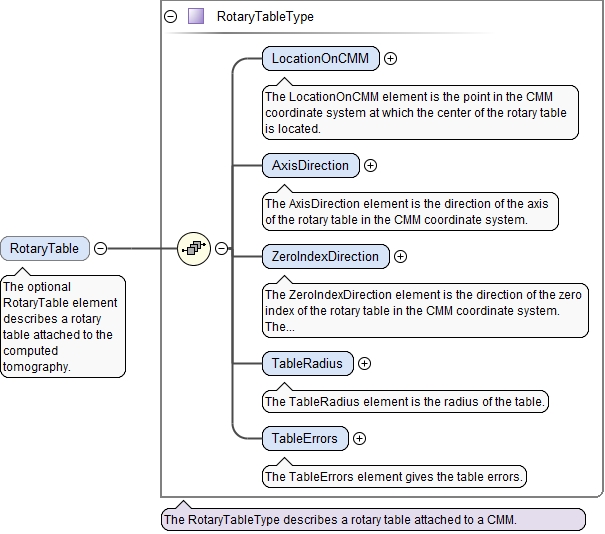 RotaryTableType
LocationOnCMM
The LocationOnCMM element is the point in the CMM
coordinate system at which the center of the rotary table
is located.
AxisDirection
The AxisDirection element is the direction of the axis
of the rotary table in the CMM coordinate system.
RotaryTable
The optional
RotaryTable element
describes a rotary
table attached to the
computed
tomography.
ZeroIndexDirection
The ZeroIndexDirection element is the direction of the zero
index of the rotary table in the CMM coordinate system.
The...
TableRadius
The TableRadius element is the radius of the table.
TableErrors
The TableErrors element gives the table errors.
The RotaryTableType describes a rotary table attached to a CMM.